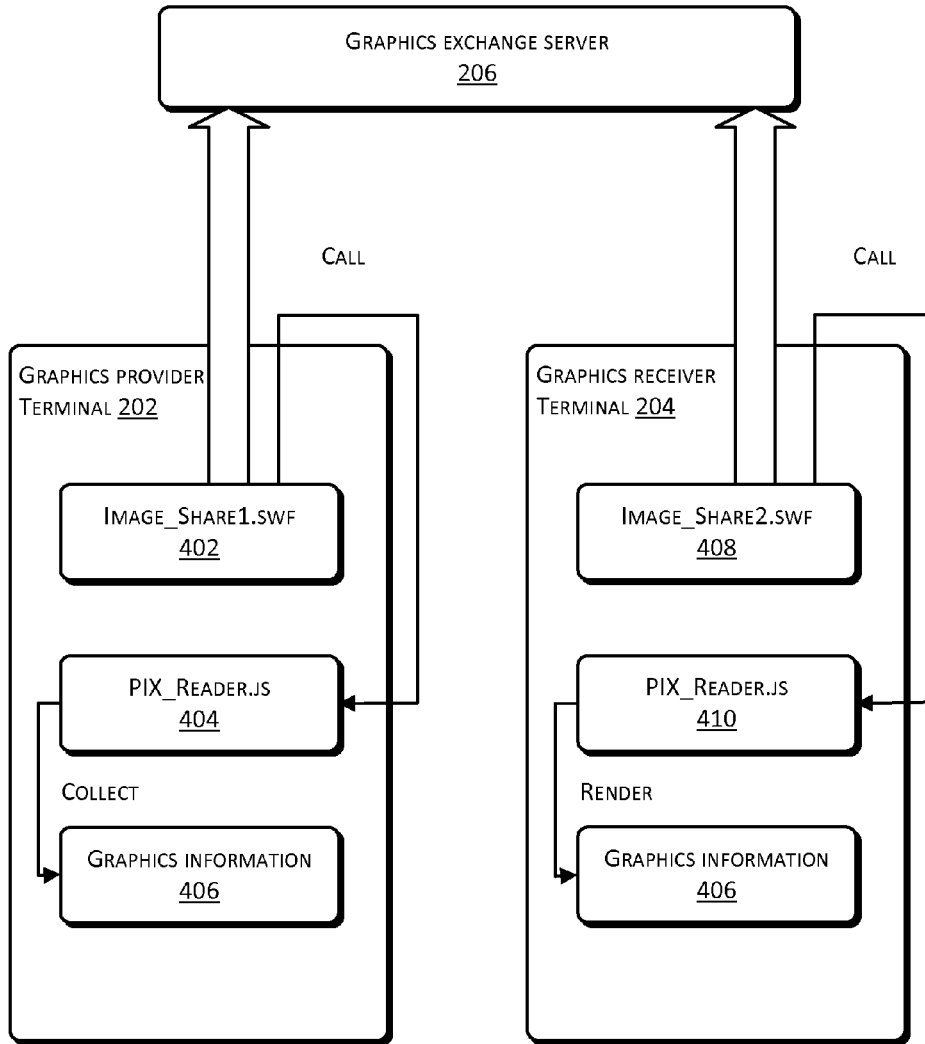 GRAPHICS EXCHANGE SERVER
206
CALL
CALL
GRAPHICS PROVIDER
TERMINAL 202
IMAGE_SHARE1.SWF
402
PIX_READER.JS
404
COLLECT
GRAPHICS INFORMATION
406
GRAPHICS RECEIVER
TERMINAL 204
IMAGE_SHARE2.SWF
408
PIX_READER.JS
410
RENDER
GRAPHICS INFORMATION
406